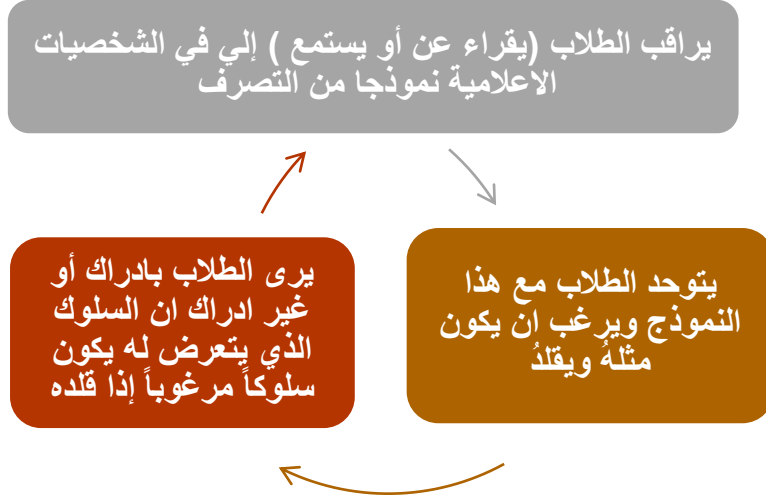 يراقب الطلاب (يقراء عن أو يستمع ) إلي في الشخصيات
الاعلامية نموذجا من التصرف
يتوحد الطلاب مع هذا
النموذج ويرغب ان يكون
مثلهُ ويقلدُ
يرى الطلاب بادراك أو
غير ادراك ان السلوك
الذي يتعرض له يكون
سلوكاً مرغوباً إذا قلده